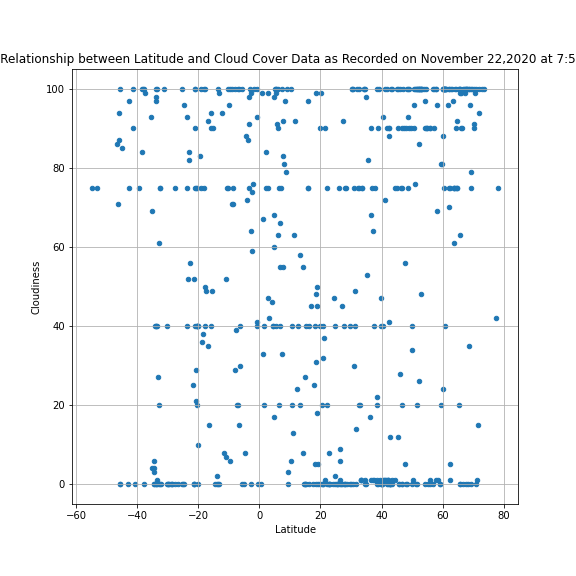 Relationship between Latitude and Cloud Cover Data as Recorded on November 22,2020 at 7:5
100
80
60
40
20
0
Cloudiness
−60 −40 −20 0 20 40 60 80
Latitude